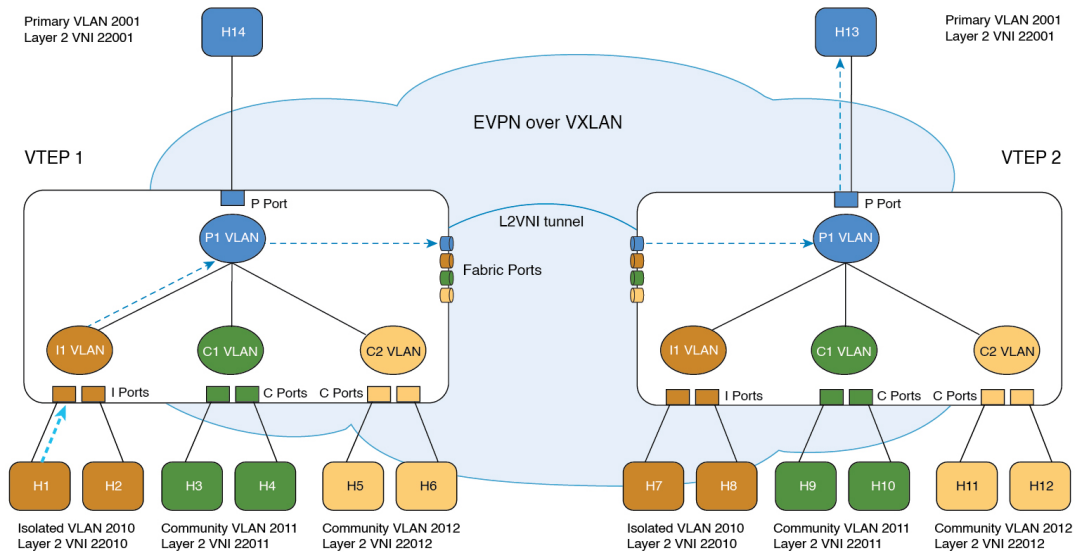 Primary VLAN 2001
Layer 2 VNI 22001
H14
H13
Primary VLAN 2001
Layer 2 VNI 22001
EVPN over VXLAN
VTEP 1
VTEP 2
P Port
P Port
L2VNI tunnel
P1 VLAN
P1 VLAN
Fabric Ports
I1 VLAN
C1 VLAN
C2 VLAN
I1 VLAN
C1 VLAN
C2 VLAN
I Ports
C Ports
C Ports
I Ports
C Ports
C Ports
H1
H2
H3
H4
H5
H6
H7
H8
H9
H10
H11
H12
Isolated VLAN 2010
Layer 2 VNI 22010
Community VLAN 2011
Layer 2 VNI 22011
Community VLAN 2012
Layer 2 VNI 22012
Isolated VLAN 2010
Layer 2 VNI 22010
Community VLAN 2011
Layer 2 VNI 22011
Community VLAN 2012
Layer 2 VNI 22012